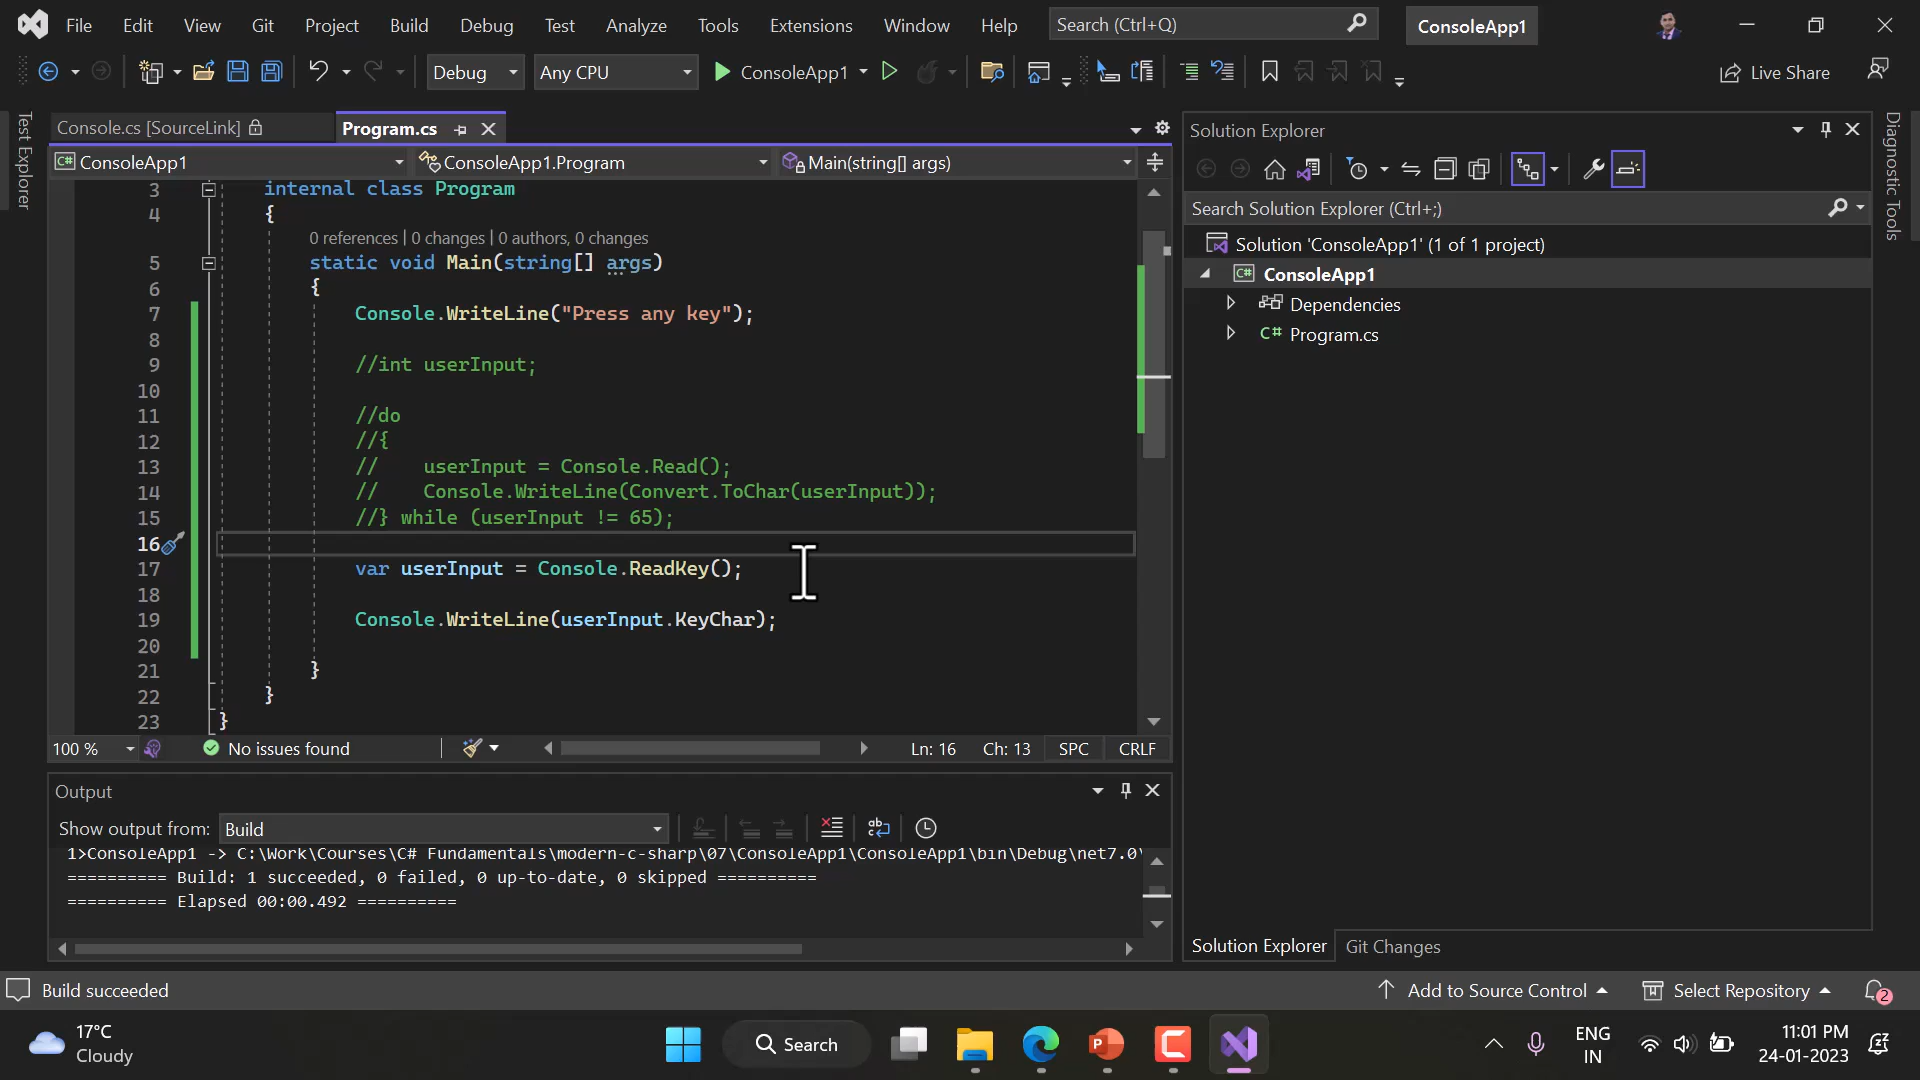 File Edit View Git Project Build Debug Test Analyze Tools Extensions Window Help Search (Ctrl+Q) ConsoleApp1
Debug Any CPU ConsoleApp1 Live Share
Test Explorer
Console.cs [SourceLink] Program.cs
ConsoleApp1 ConsoleApp1.Program Main(string[] args)
3 internal class Program
4 {
0 references | 0 changes | 0 authors, 0 changes
5 static void Main(string[] args)
6 {
7 Console.WriteLine("Press any key");
8
9 //int userInput;
10
11 //do
12 //{
13 // userInput = Console.Read();
14 // Console.WriteLine(Convert.ToChar(userInput));
15 //} while (userInput != 65);
16
17 var userInput = Console.ReadKey();
18
19 Console.WriteLine(userInput.KeyChar);
20
21 }
22 }
23 }
100 % No issues found Ln: 16 Ch: 13 SPC CRLF
Output
Show output from: Build
1>ConsoleApp1 -> C:\Work\Courses\C# Fundamentals\modern-c-sharp\07\ConsoleApp1\ConsoleApp1\bin\Debug\net7.0\
========== Build: 1 succeeded, 0 failed, 0 up-to-date, 0 skipped ==========
========== Elapsed 00:00.492 ==========
Solution Explorer
Search Solution Explorer (Ctrl+;)
Solution 'ConsoleApp1' (1 of 1 project)
C# ConsoleApp1
Dependencies
C# Program.cs
Solution Explorer Git Changes
Diagnostic Tools
Build succeeded Add to Source Control Select Repository 2
17°C
Cloudy
Search
ENG
IN
11:01 PM
24-01-2023